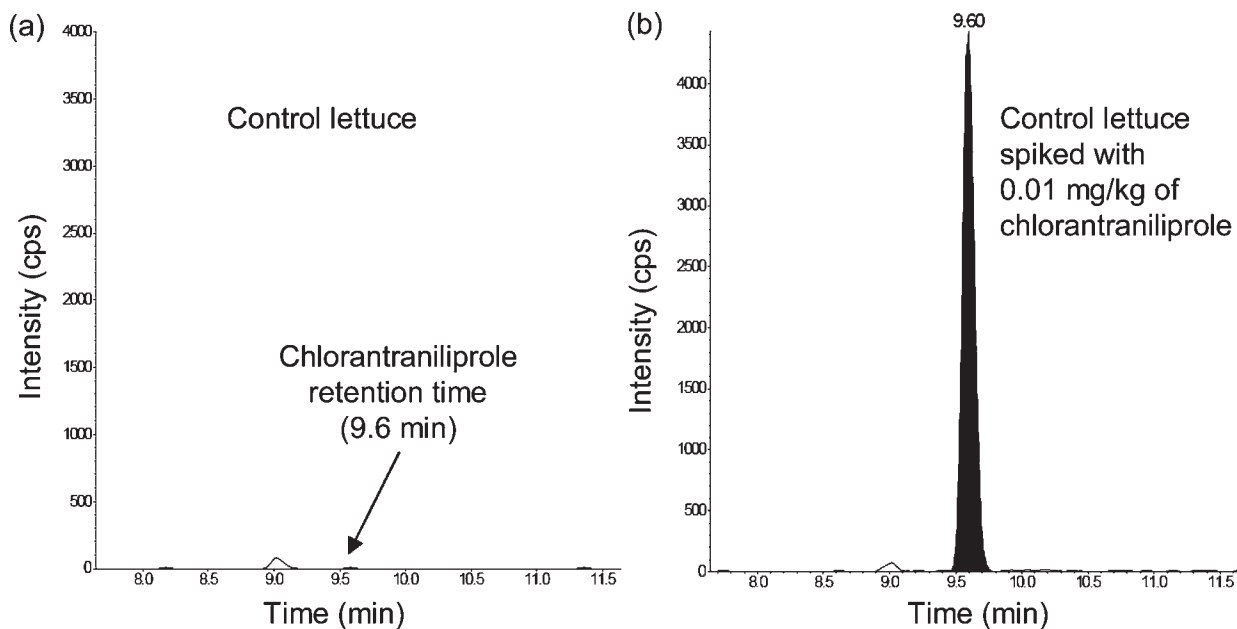 (a)
4000
3500
3000
2500
2000
1500
1000
500
0
Intensity (cps)
Control lettuce
Chlorantraniliprole
retention time
(9.6 min)
8.0 8.5 9.0 9.5 10.0 10.5 11.0 11.5
Time (min)
(b)
9.60
4000
3500
3000
2500
2000
1500
1000
500
0
Intensity (cps)
Control lettuce
spiked with
0.01 mg/kg of
chlorantraniliprole
8.0 8.5 9.0 9.5 10.0 10.5 11.0 11.5
Time (min)